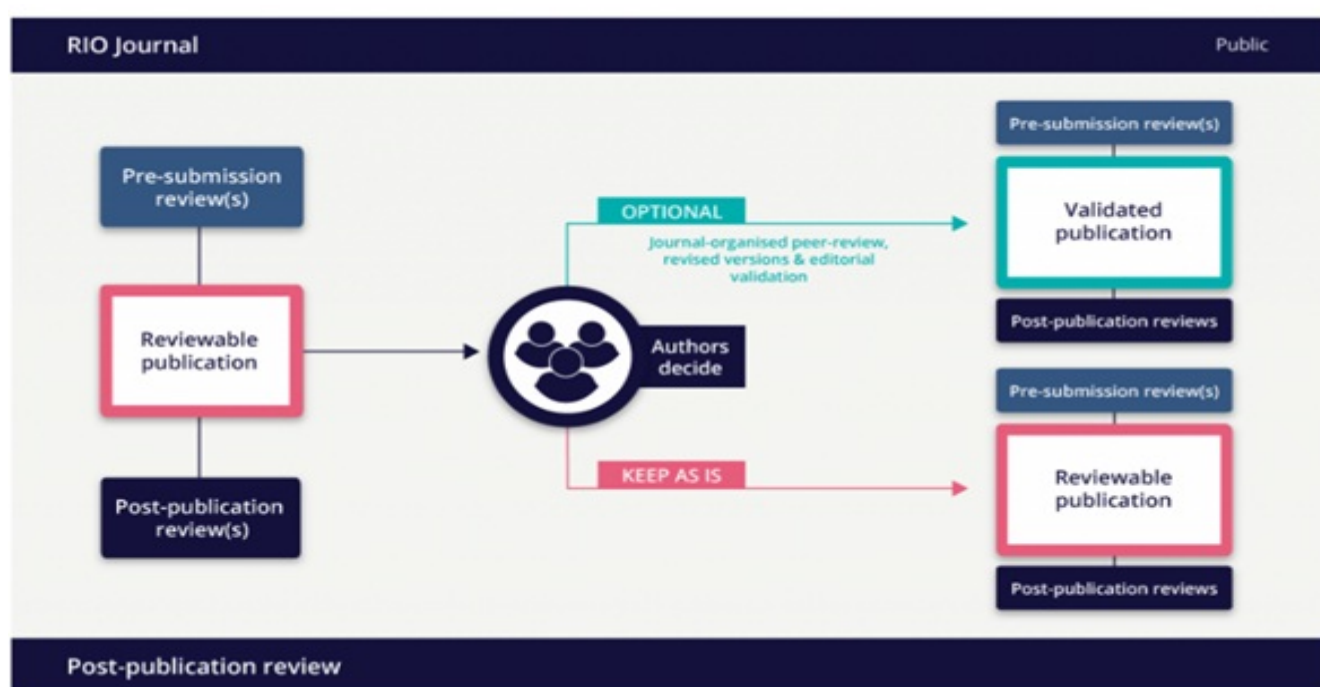 RIO Journal
Public
Pre-submission
review(s)
Reviewable
publication
Post-publication
review(s)
Authors
decide
OPTIONAL
Journal-organised peer-review,
revised versions & editorial
validation
KEEP AS IS
Pre-submission review(s)
Validated
publication
Post-publication reviews
Pre-submission review(s)
Reviewable
publication
Post-publication reviews
Post-publication review